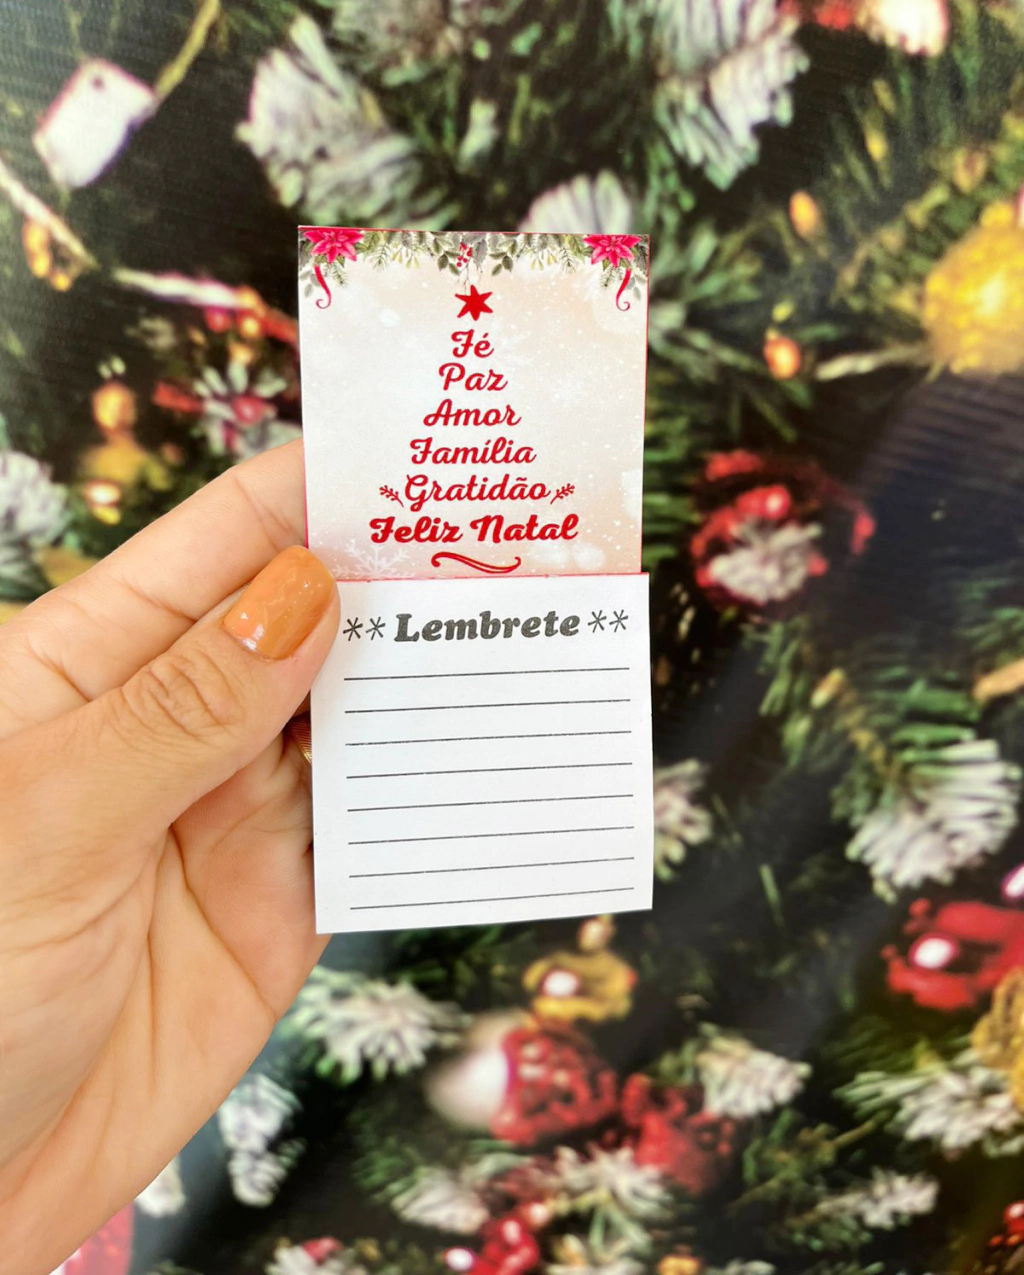 Fé
Paz
Amor
Família
Gratidão
Feliz Natal
** Lembrete **